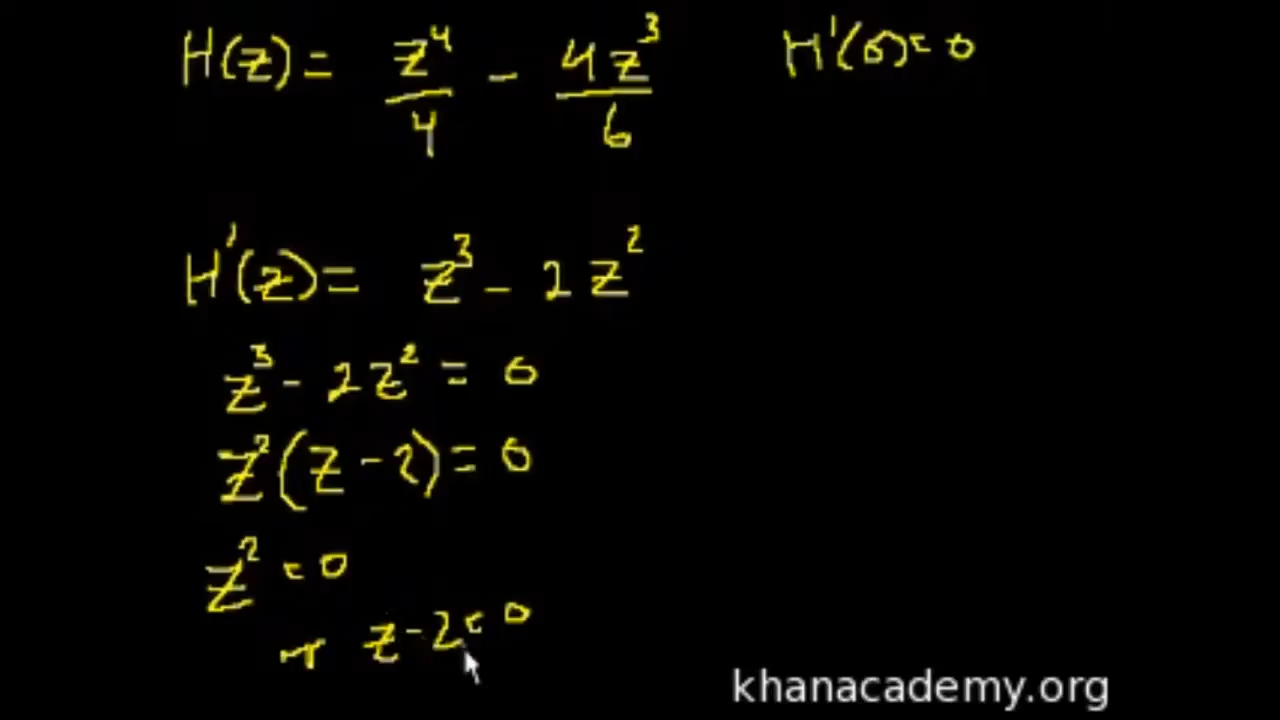 H(z) = z⁴/4 - 4z³/6
H'(0) = 0
H'(z) = z³ - 2z²
z³ - 2z² = 0
z²(z - 2) = 0
z² = 0
or z - 2 = 0
khanacademy.org